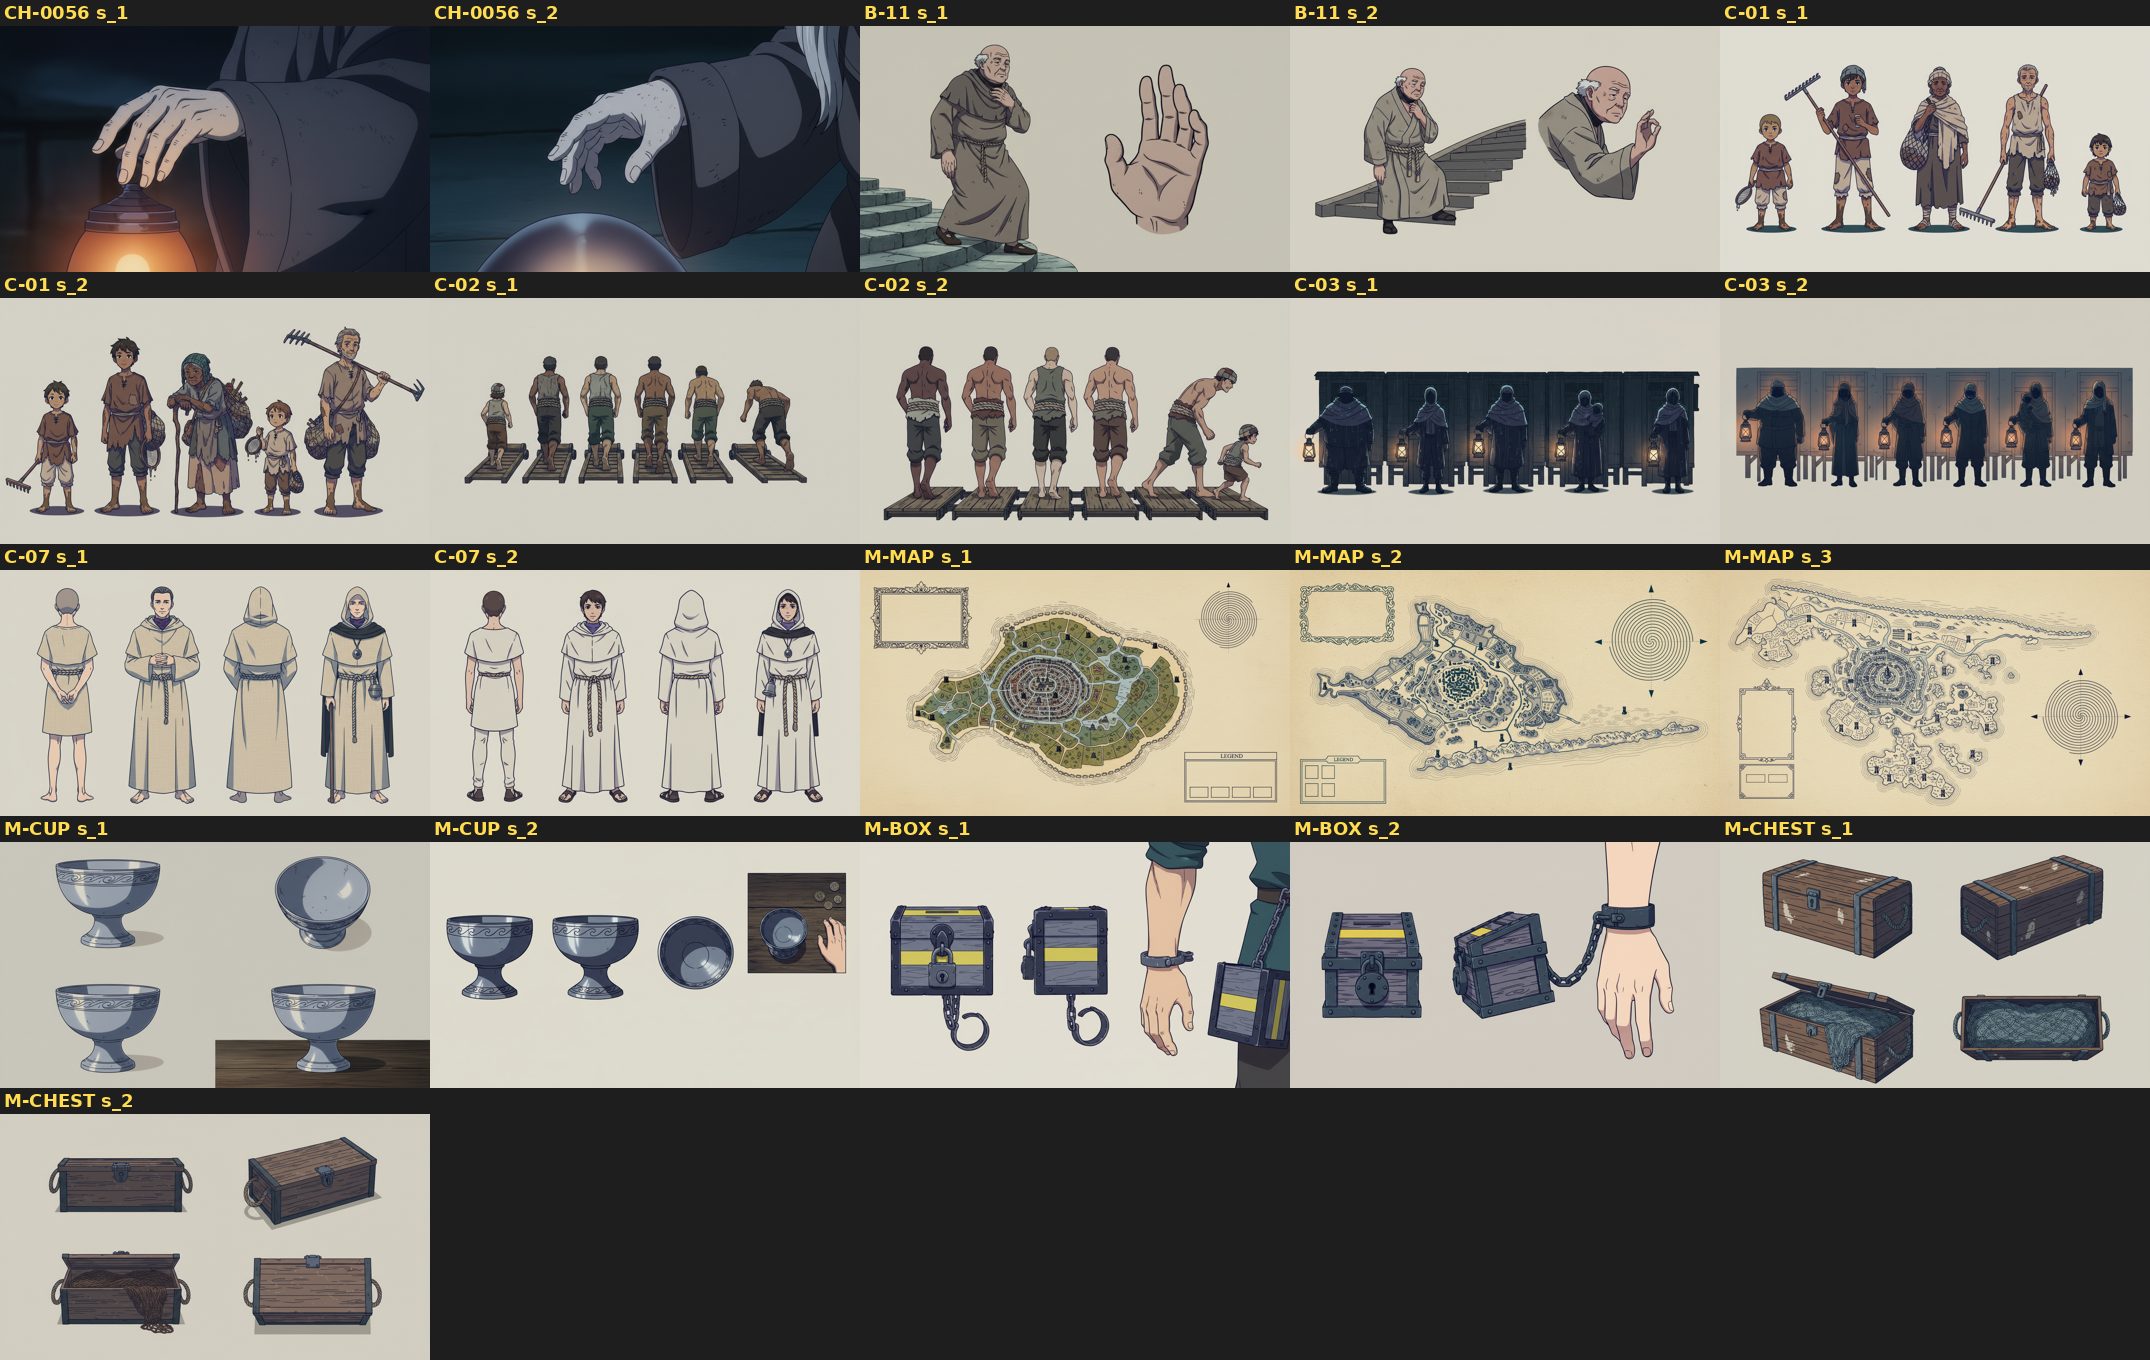 CH-0056 s_1
CH-0056 s_2
B-11 s_1
B-11 s_2
C-01 s_1
C-01 s_2
C-02 s_1
C-02 s_2
C-03 s_1
C-03 s_2
C-07 s_1
C-07 s_2
M-MAP s_1
M-MAP s_2
M-MAP s_3
LEGEND
LEGEND
M-CUP s_1
M-CUP s_2
M-BOX s_1
M-BOX s_2
M-CHEST s_1
M-CHEST s_2